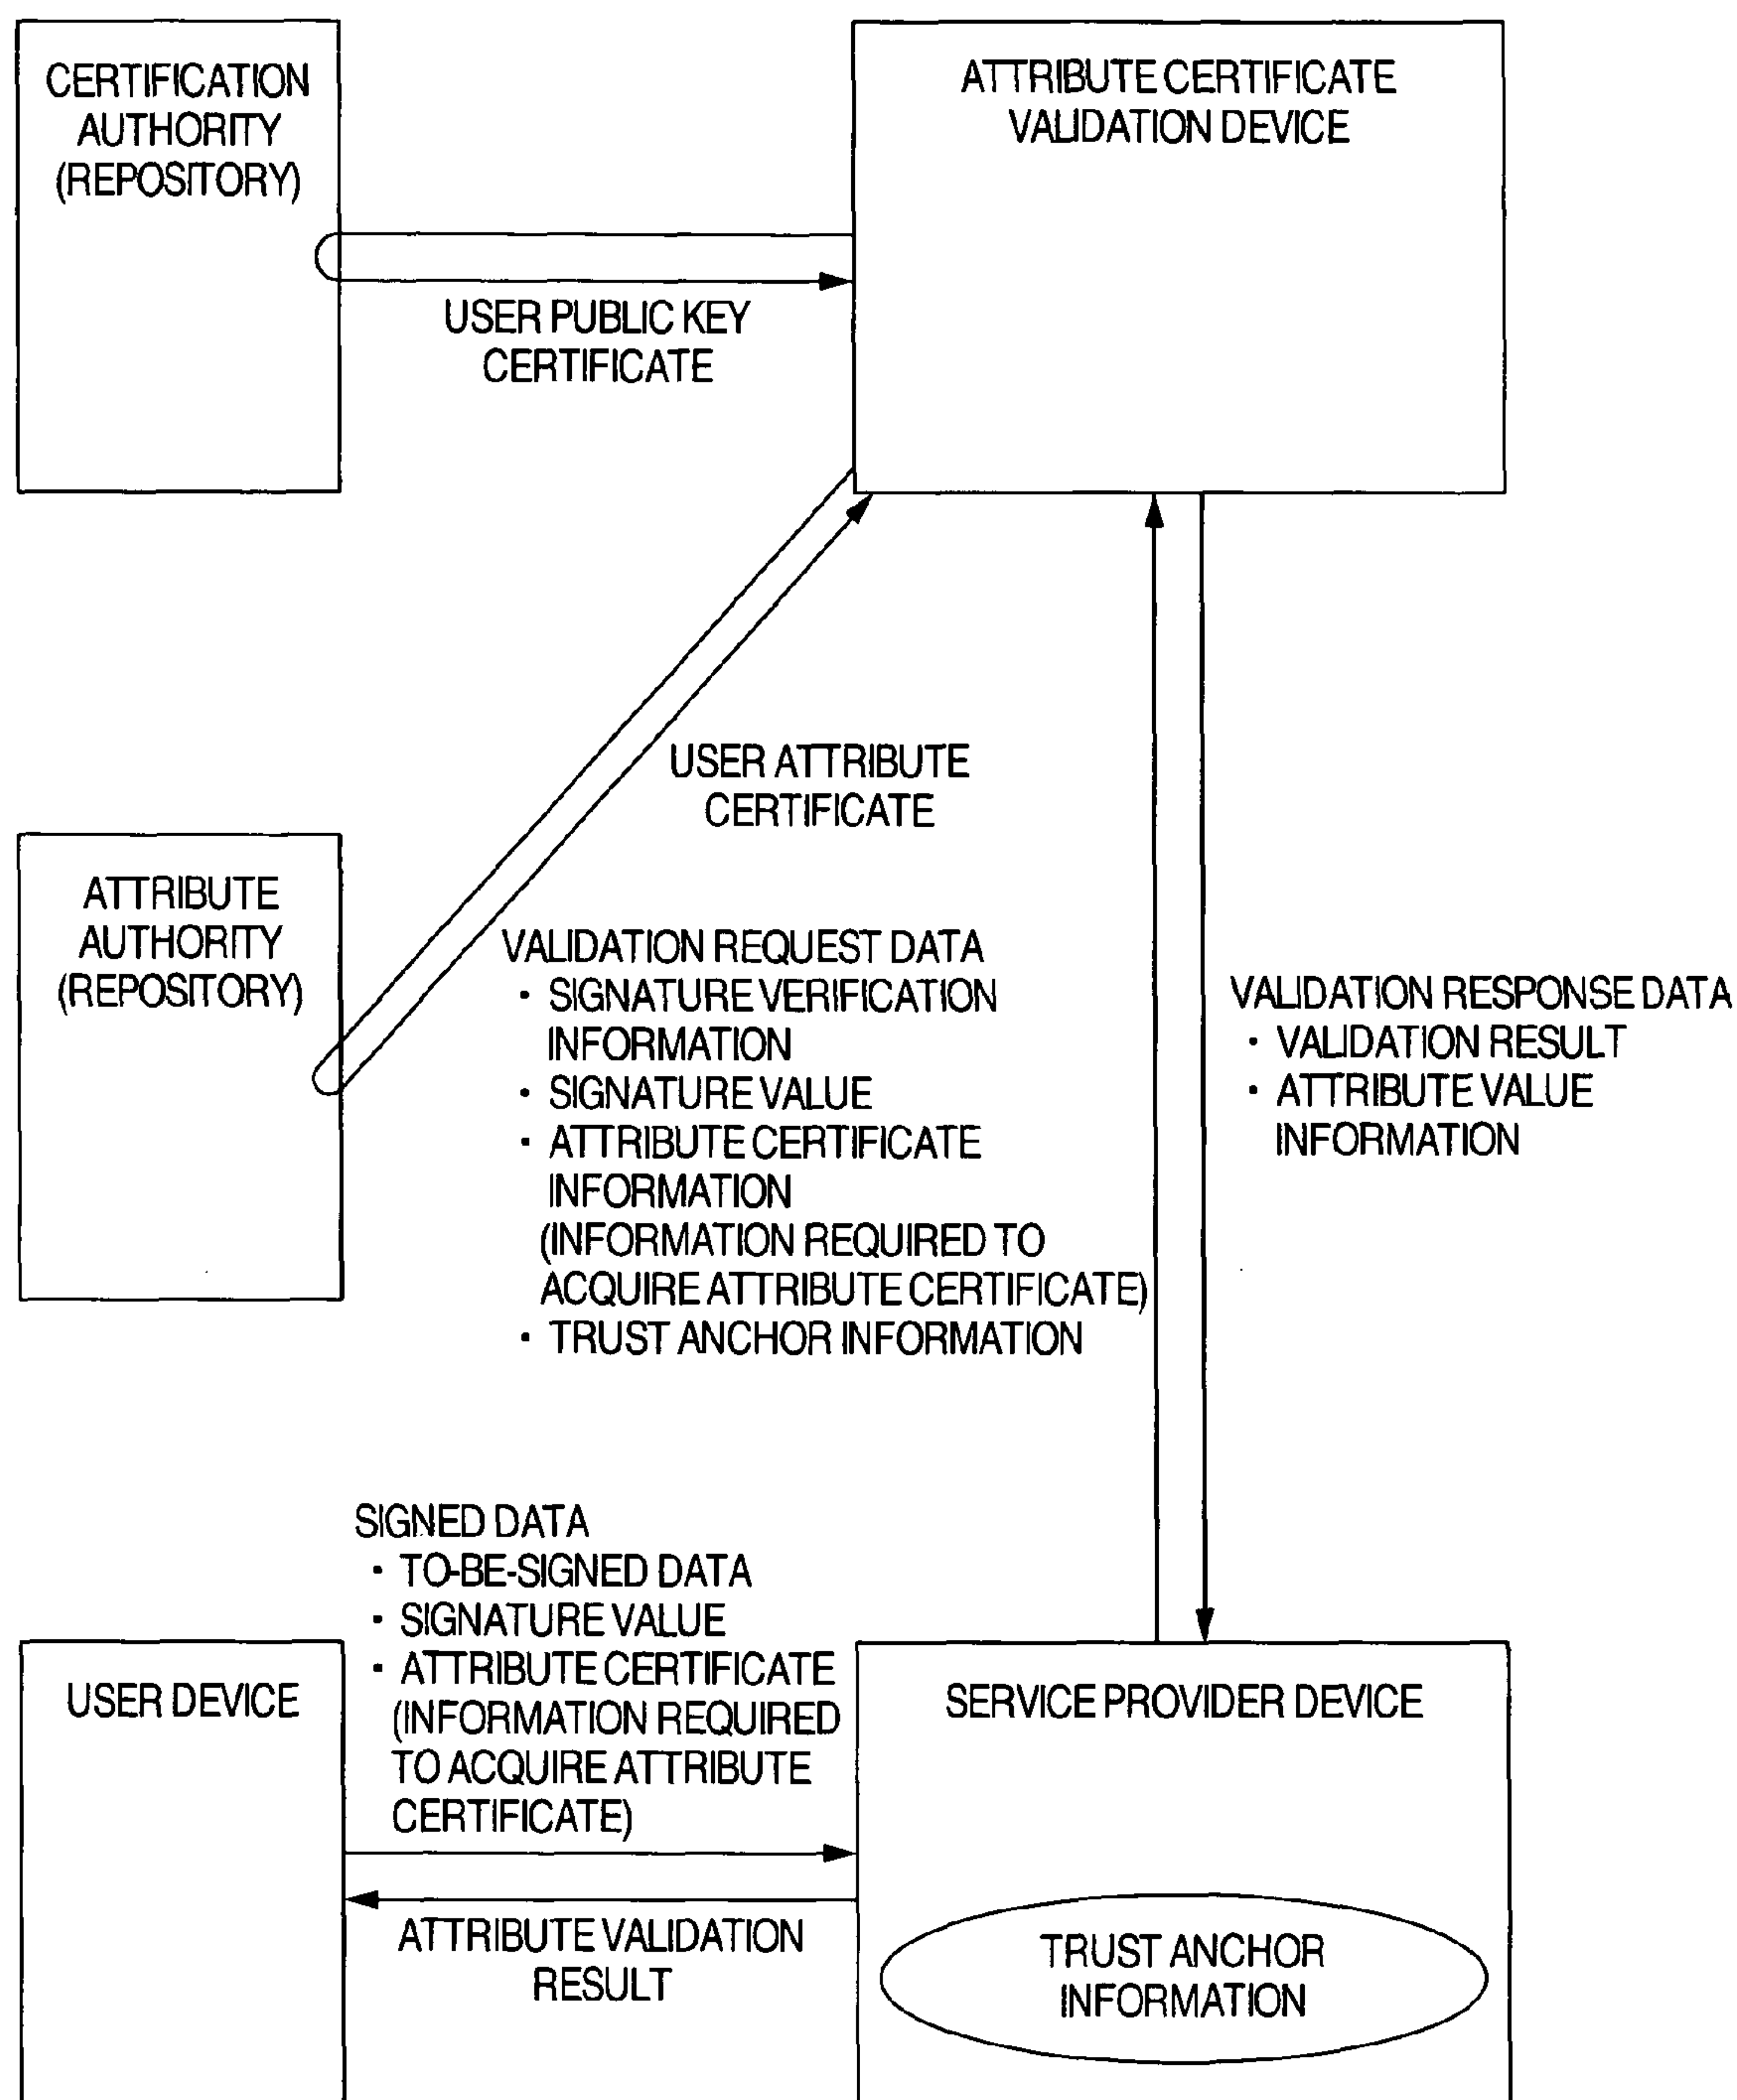 CERTIFICATION
AUTHORITY
(REPOSITORY)
ATTRIBUTE CERTIFICATE
VALIDATION DEVICE
USER PUBLIC KEY
CERTIFICATE
USER ATTRIBUTE
CERTIFICATE
ATTRIBUTE
AUTHORITY
(REPOSITORY)
VALIDATION REQUEST DATA
・ SIGNATURE VERIFICATION
INFORMATION
・ SIGNATURE VALUE
・ ATTRIBUTE CERTIFICATE
INFORMATION
(INFORMATION REQUIRED TO
ACQUIRE ATTRIBUTE CERTIFICATE)
・ TRUST ANCHOR INFORMATION
VALIDATION RESPONSE DATA
・ VALIDATION RESULT
・ ATTRIBUTE VALUE
INFORMATION
SIGNED DATA
・ TO-BE-SIGNED DATA
・ SIGNATURE VALUE
・ ATTRIBUTE CERTIFICATE
(INFORMATION REQUIRED
TO ACQUIRE ATTRIBUTE
CERTIFICATE)
USER DEVICE
SERVICE PROVIDER DEVICE
ATTRIBUTE VALIDATION
RESULT
TRUST ANCHOR
INFORMATION